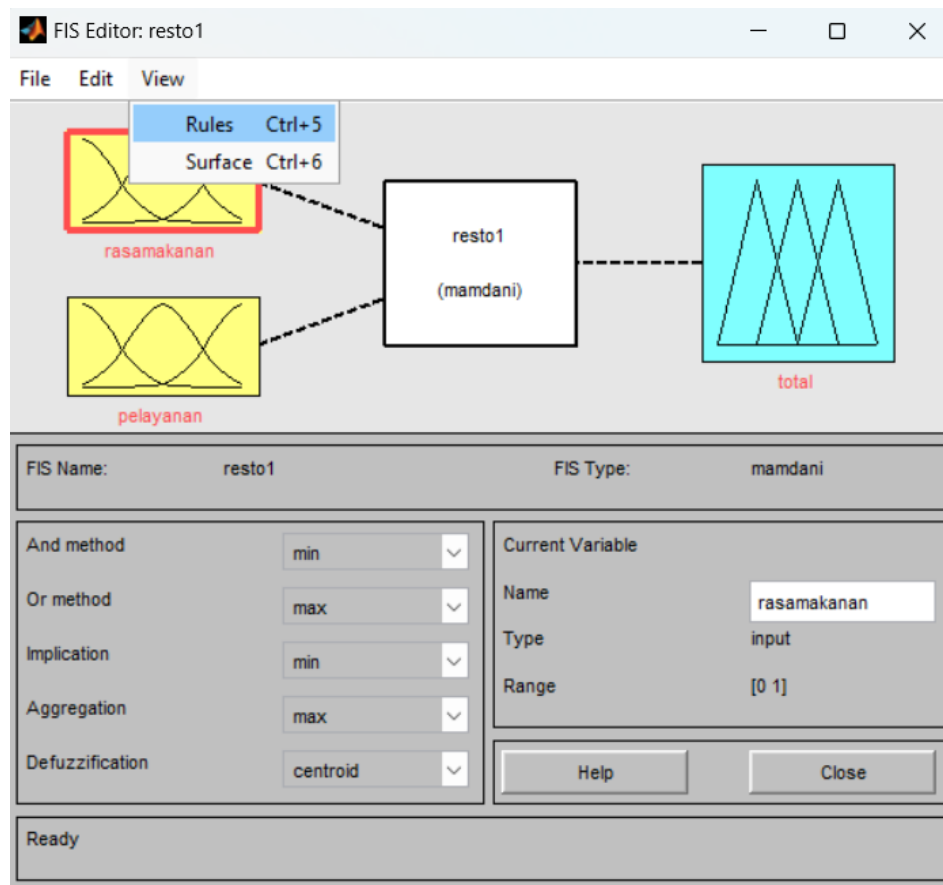 FIS Editor: resto1
File Edit View
Rules Ctrl+5
Surface Ctrl+6
rasamakanan
pelayanan
resto1
(mamdani)
total
FIS Name: resto1 FIS Type: mamdani
And method min
Or method max
Implication min
Aggregation max
Defuzzification centroid
Current Variable
Name rasamakanan
Type input
Range [0 1]
Help Close
Ready